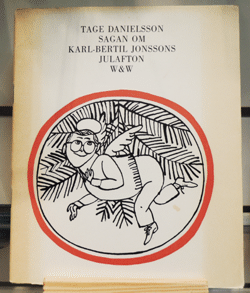 TAGE DANIELSSON
SAGAN OM
KARL-BERTIL JONSSONS
JULAFTON
W&W